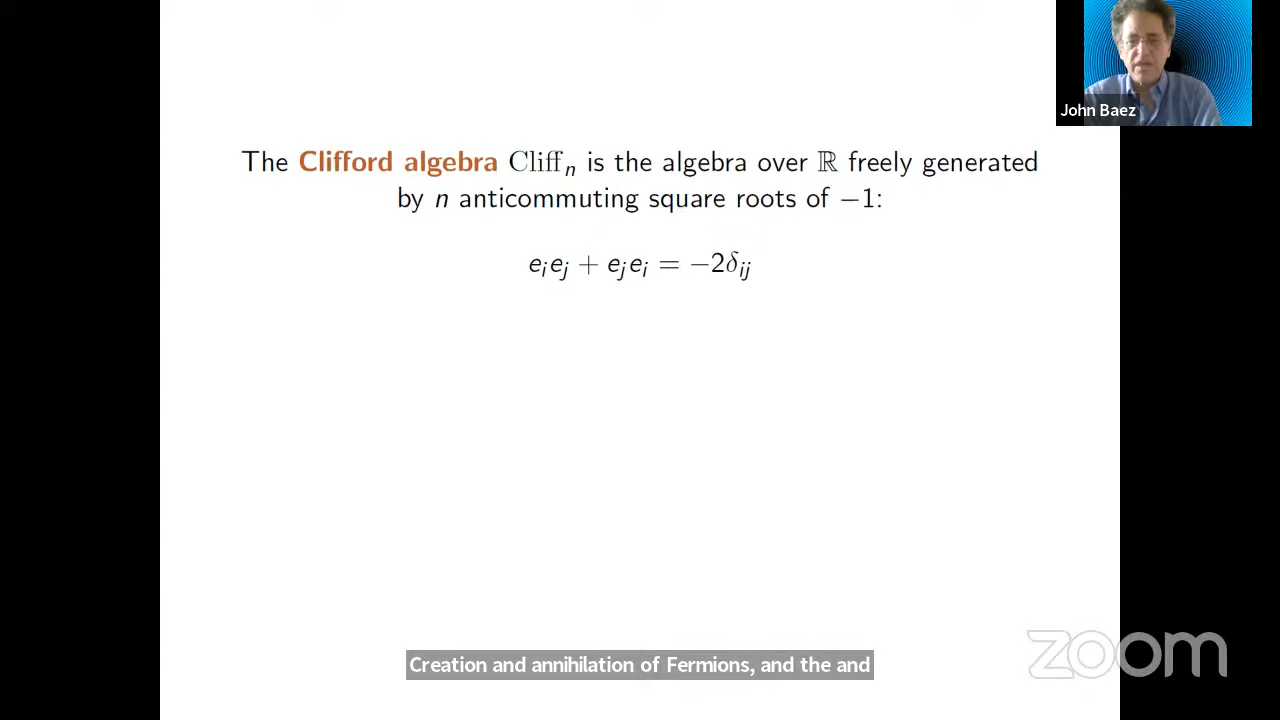 John Baez
The Clifford algebra Cliffₙ is the algebra over ℝ freely generated
by n anticommuting square roots of −1:
eᵢeⱼ + eⱼeᵢ = −2δᵢⱼ
Creation and annihilation of Fermions, and the and
zoom